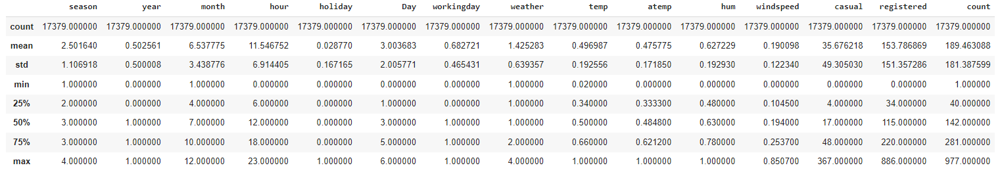 season year month hour holiday Day workingday weather temp atemp hum windspeed casual registered count
count 17379.000000 17379.000000 17379.000000 17379.000000 17379.000000 17379.000000 17379.000000 17379.000000 17379.000000 17379.000000 17379.000000 17379.000000 17379.000000 17379.000000 17379.000000
mean 2.501640 0.502561 6.537775 11.546752 0.028770 3.003683 0.682721 1.425283 0.496987 0.475775 0.627229 0.190098 35.676218 153.786869 189.463088
std 1.106918 0.500008 3.438776 6.914405 0.167165 2.005771 0.465431 0.639357 0.192556 0.171850 0.192930 0.122340 49.305030 151.357286 181.387599
min 1.000000 0.000000 1.000000 0.000000 0.000000 0.000000 0.000000 1.000000 0.020000 0.000000 0.000000 0.000000 0.000000 0.000000 1.000000
25% 2.000000 0.000000 4.000000 6.000000 0.000000 1.000000 0.000000 1.000000 0.340000 0.333300 0.480000 0.104500 4.000000 34.000000 40.000000
50% 3.000000 1.000000 7.000000 12.000000 0.000000 3.000000 1.000000 1.000000 0.500000 0.484800 0.630000 0.194000 17.000000 115.000000 142.000000
75% 3.000000 1.000000 10.000000 18.000000 0.000000 5.000000 1.000000 2.000000 0.660000 0.621200 0.780000 0.253700 48.000000 220.000000 281.000000
max 4.000000 1.000000 12.000000 23.000000 1.000000 6.000000 1.000000 4.000000 1.000000 1.000000 1.000000 0.850700 367.000000 886.000000 977.000000